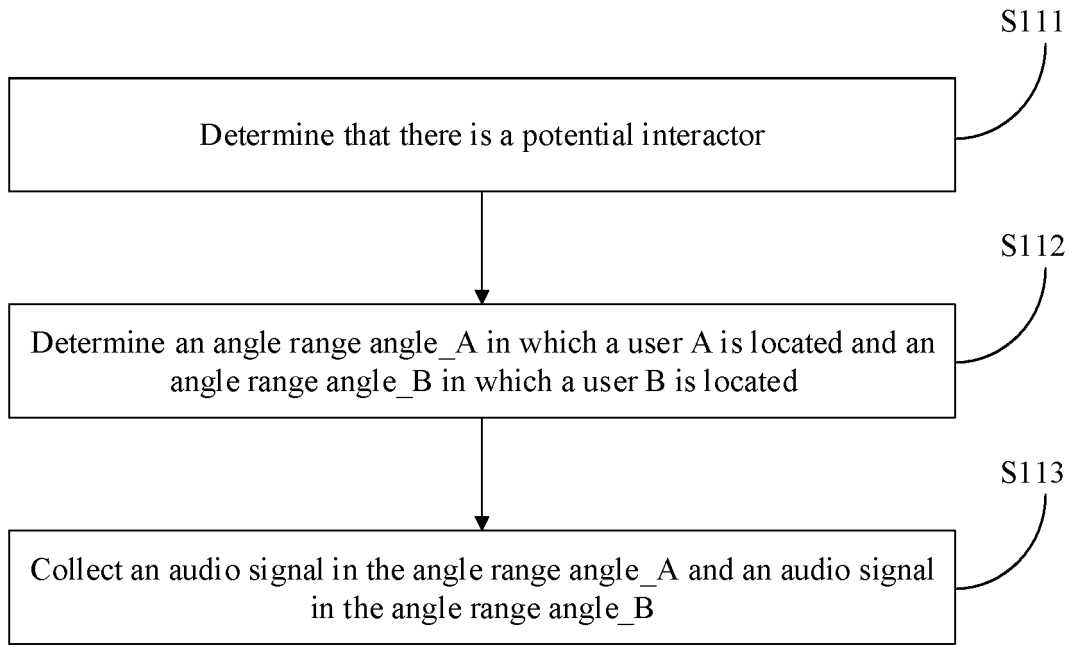 S111
Determine that there is a potential interactor
S112
Determine an angle range angle_A in which a user A is located and an
angle range angle_B in which a user B is located
S113
Collect an audio signal in the angle range angle_A and an audio signal
in the angle range angle_B